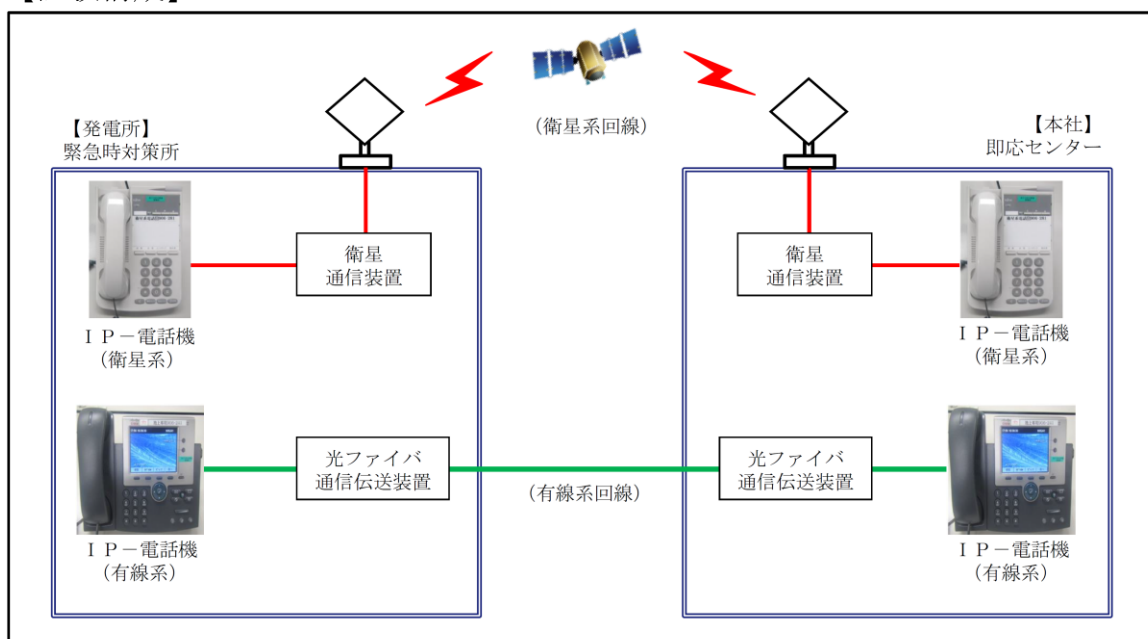 (衛星系回線)
【発電所】
緊急時対策所
【本社】
即応センター
衛星
通信装置
衛星
通信装置
IP-電話機
(衛星系)
IP-電話機
(衛星系)
光ファイバ
通信伝送装置
(有線系回線)
光ファイバ
通信伝送装置
IP-電話機
(有線系)
IP-電話機
(有線系)